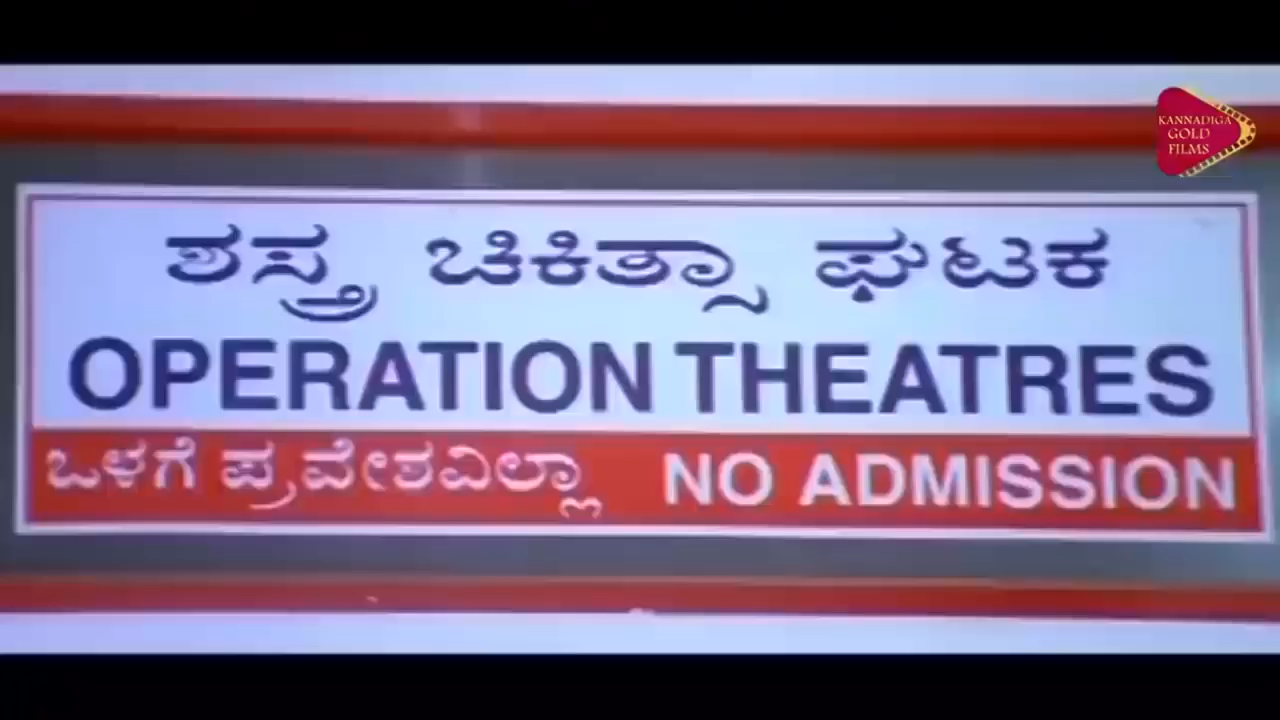 KANNADIGA
GOLD
FILMS
ಶಸ್ತ್ರ ಚಿಕಿತ್ಸಾ ಘಟಕ
OPERATION THEATRES
ಒಳಗೆ ಪ್ರವೇಶವಿಲ್ಲಾ NO ADMISSION